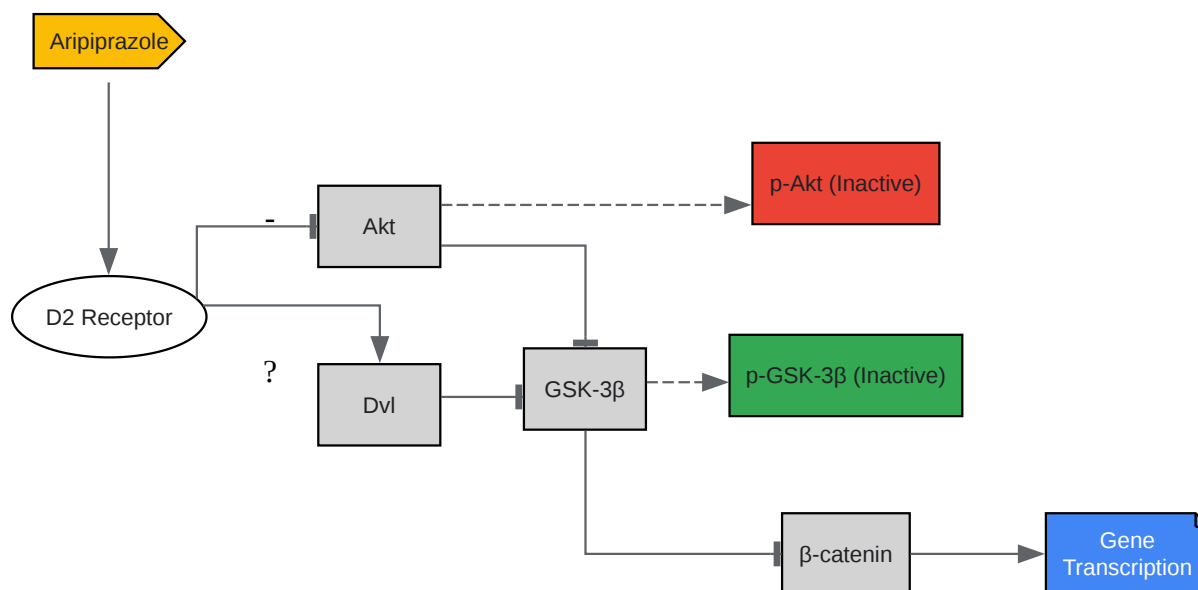 Aripiprazole
p-Akt (Inactive)
-
Akt
D2 Receptor
?
Dvl
GSK-3β
p-GSK-3β (Inactive)
β-catenin
Gene
Transcription